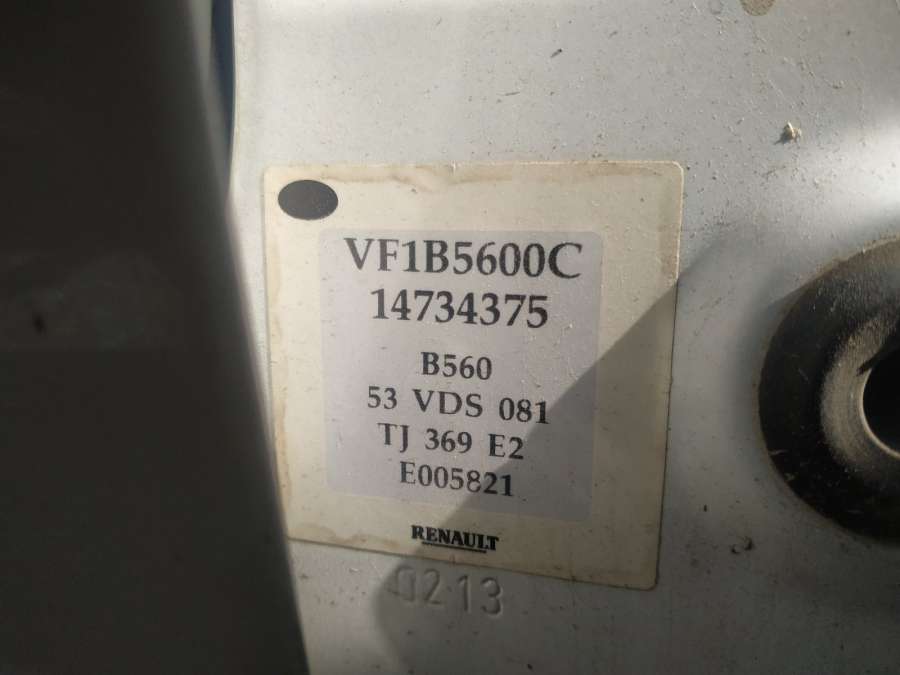 VF1B5600C
14734375
B560
53 VDS 081
TJ 369 E2
E005821
RENAULT
0213